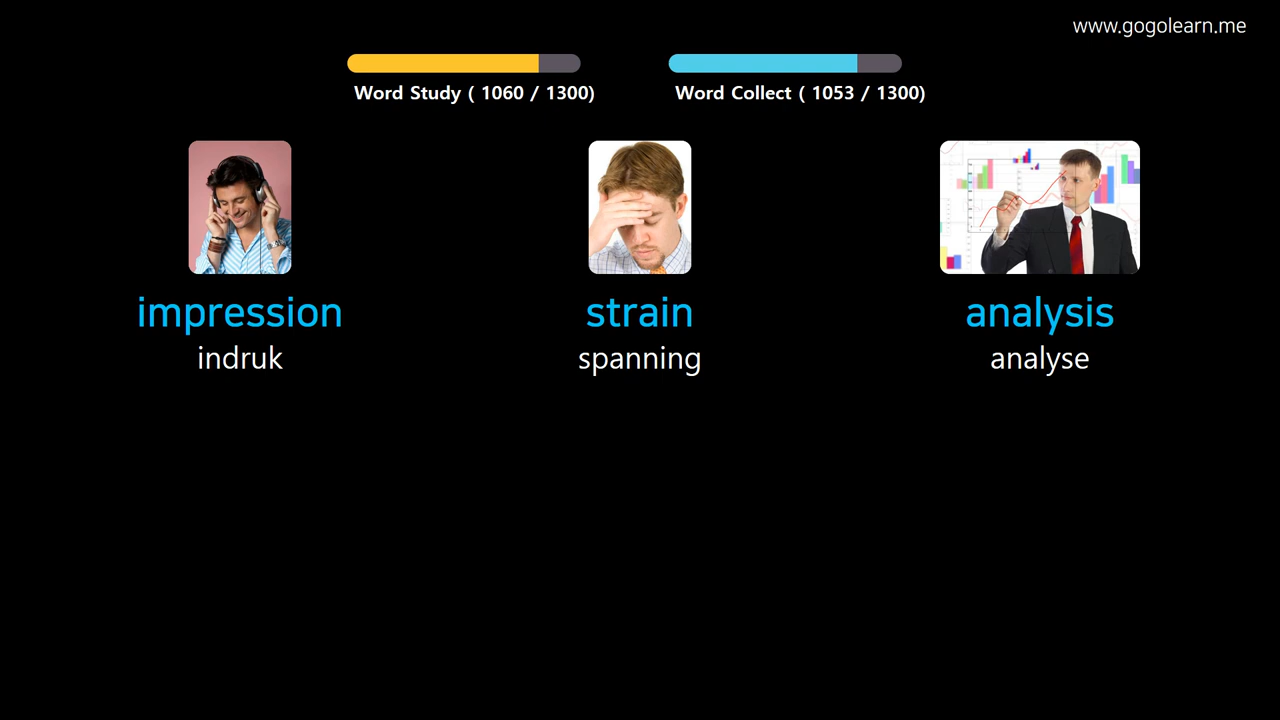 www.gogolearn.me
Word Study ( 1060 / 1300)
Word Collect ( 1053 / 1300)
impression
indruk
strain
spanning
analysis
analyse